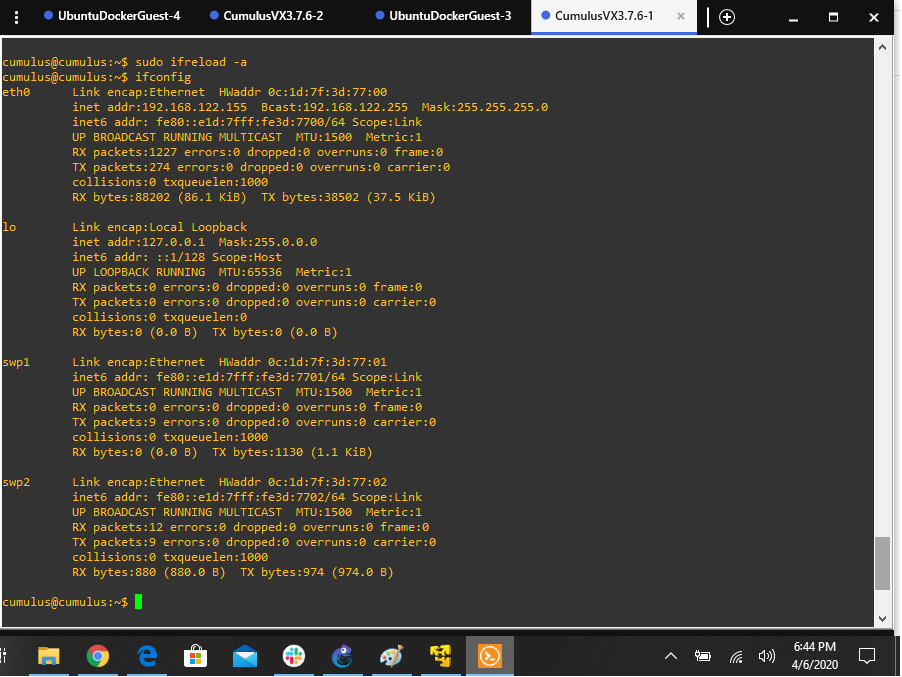 UbuntuDockerGuest-4 CumulusVX3.7.6-2 UbuntuDockerGuest-3 CumulusVX3.7.6-1
cumulus@cumulus:~$ sudo ifreload -a
cumulus@cumulus:~$ ifconfig
eth0 Link encap:Ethernet HWaddr 0c:1d:7f:3d:77:00
inet addr:192.168.122.155 Bcast:192.168.122.255 Mask:255.255.255.0
inet6 addr: fe80::e1d:7fff:fe3d:7700/64 Scope:Link
UP BROADCAST RUNNING MULTICAST MTU:1500 Metric:1
RX packets:1227 errors:0 dropped:0 overruns:0 frame:0
TX packets:274 errors:0 dropped:0 overruns:0 carrier:0
collisions:0 txqueuelen:1000
RX bytes:88202 (86.1 KiB) TX bytes:38502 (37.5 KiB)
lo Link encap:Local Loopback
inet addr:127.0.0.1 Mask:255.0.0.0
inet6 addr: ::1/128 Scope:Host
UP LOOPBACK RUNNING MTU:65536 Metric:1
RX packets:0 errors:0 dropped:0 overruns:0 frame:0
TX packets:0 errors:0 dropped:0 overruns:0 carrier:0
collisions:0 txqueuelen:0
RX bytes:0 (0.0 B) TX bytes:0 (0.0 B)
swp1 Link encap:Ethernet HWaddr 0c:1d:7f:3d:77:01
inet6 addr: fe80::e1d:7fff:fe3d:7701/64 Scope:Link
UP BROADCAST RUNNING MULTICAST MTU:1500 Metric:1
RX packets:0 errors:0 dropped:0 overruns:0 frame:0
TX packets:9 errors:0 dropped:0 overruns:0 carrier:0
collisions:0 txqueuelen:1000
RX bytes:0 (0.0 B) TX bytes:1130 (1.1 KiB)
swp2 Link encap:Ethernet HWaddr 0c:1d:7f:3d:77:02
inet6 addr: fe80::e1d:7fff:fe3d:7702/64 Scope:Link
UP BROADCAST RUNNING MULTICAST MTU:1500 Metric:1
RX packets:12 errors:0 dropped:0 overruns:0 frame:0
TX packets:9 errors:0 dropped:0 overruns:0 carrier:0
collisions:0 txqueuelen:1000
RX bytes:880 (880.0 B) TX bytes:974 (974.0 B)
cumulus@cumulus:~$
6:44 PM
4/6/2020